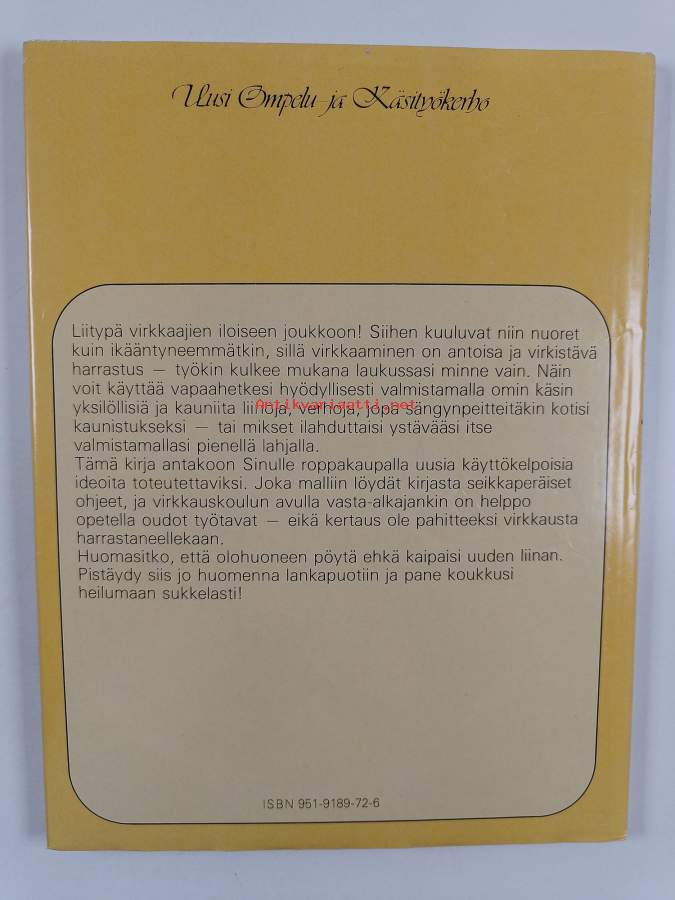 Uusi Ompelu- ja Käsityökerho
Liitypä virkkaajien iloiseen joukkoon! Siihen kuuluvat niin nuoret
kuin ikääntyneemmätkin, sillä virkkaaminen on antoisa ja virkistävä
harrastus — työkin kulkee mukana laukussasi minne vain. Näin
voit käyttää vapaahetkesi hyödyllisesti valmistamalla omin käsin
yksilöllisiä ja kauniita liinoja, verhoja, jopa sängynpeitteitäkin kotisi
Antikvariaatti.net
kaunistukseksi — tai mikset ilahduttaisi ystävääsi itse
valmistamallasi pienellä lahjalla.
Tämä kirja antakoon Sinulle roppakaupalla uusia käyttökelpoisia
ideoita toteutettaviksi. Joka malliin löydät kirjasta seikkaperäiset
ohjeet, ja virkkauskoulun avulla vasta-alkajankin on helppo
opetella oudot työtavat — eikä kertaus ole pahitteeksi virkkausta
harrastaneellekaan.
Huomasitko, että olohuoneen pöytä ehkä kaipaisi uuden liinan.
Pistäydy siis jo huomenna lankapuotiin ja pane koukkusi
heilumaan sukkelasti!
ISBN 951-9189-72-6